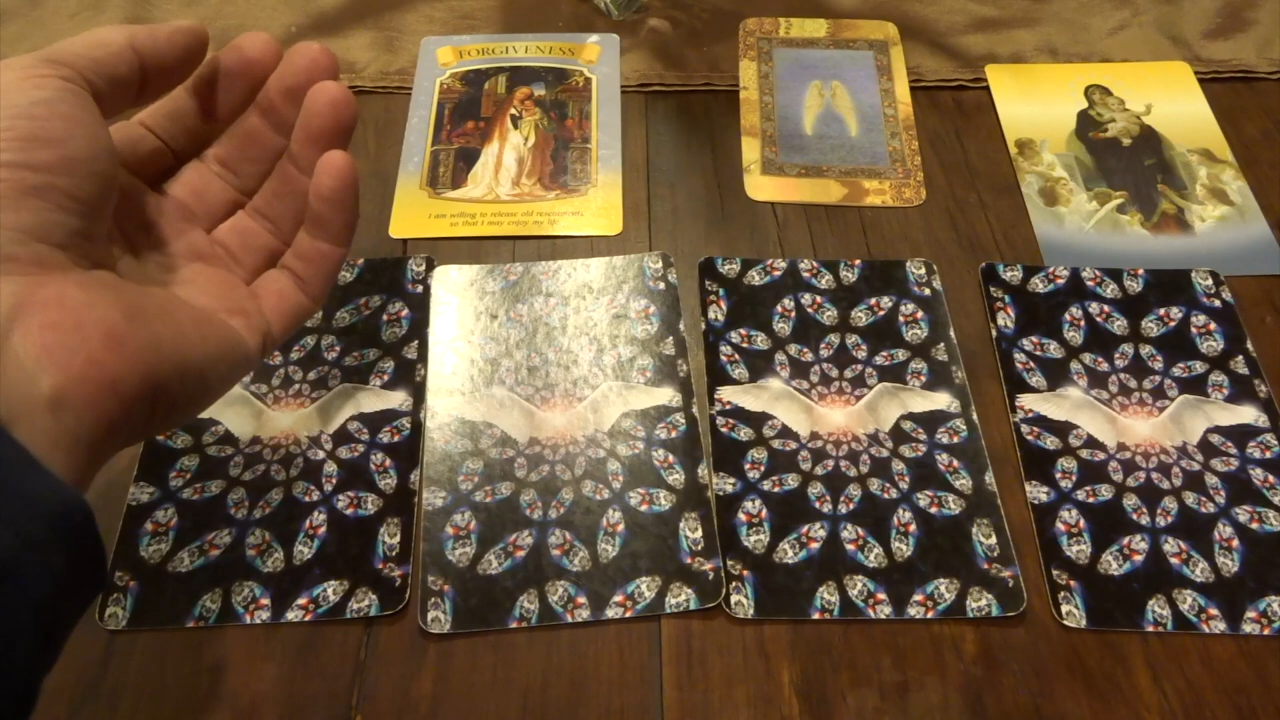 FORGIVENESS
I am willing to release old resentments,
so that I may enjoy my life